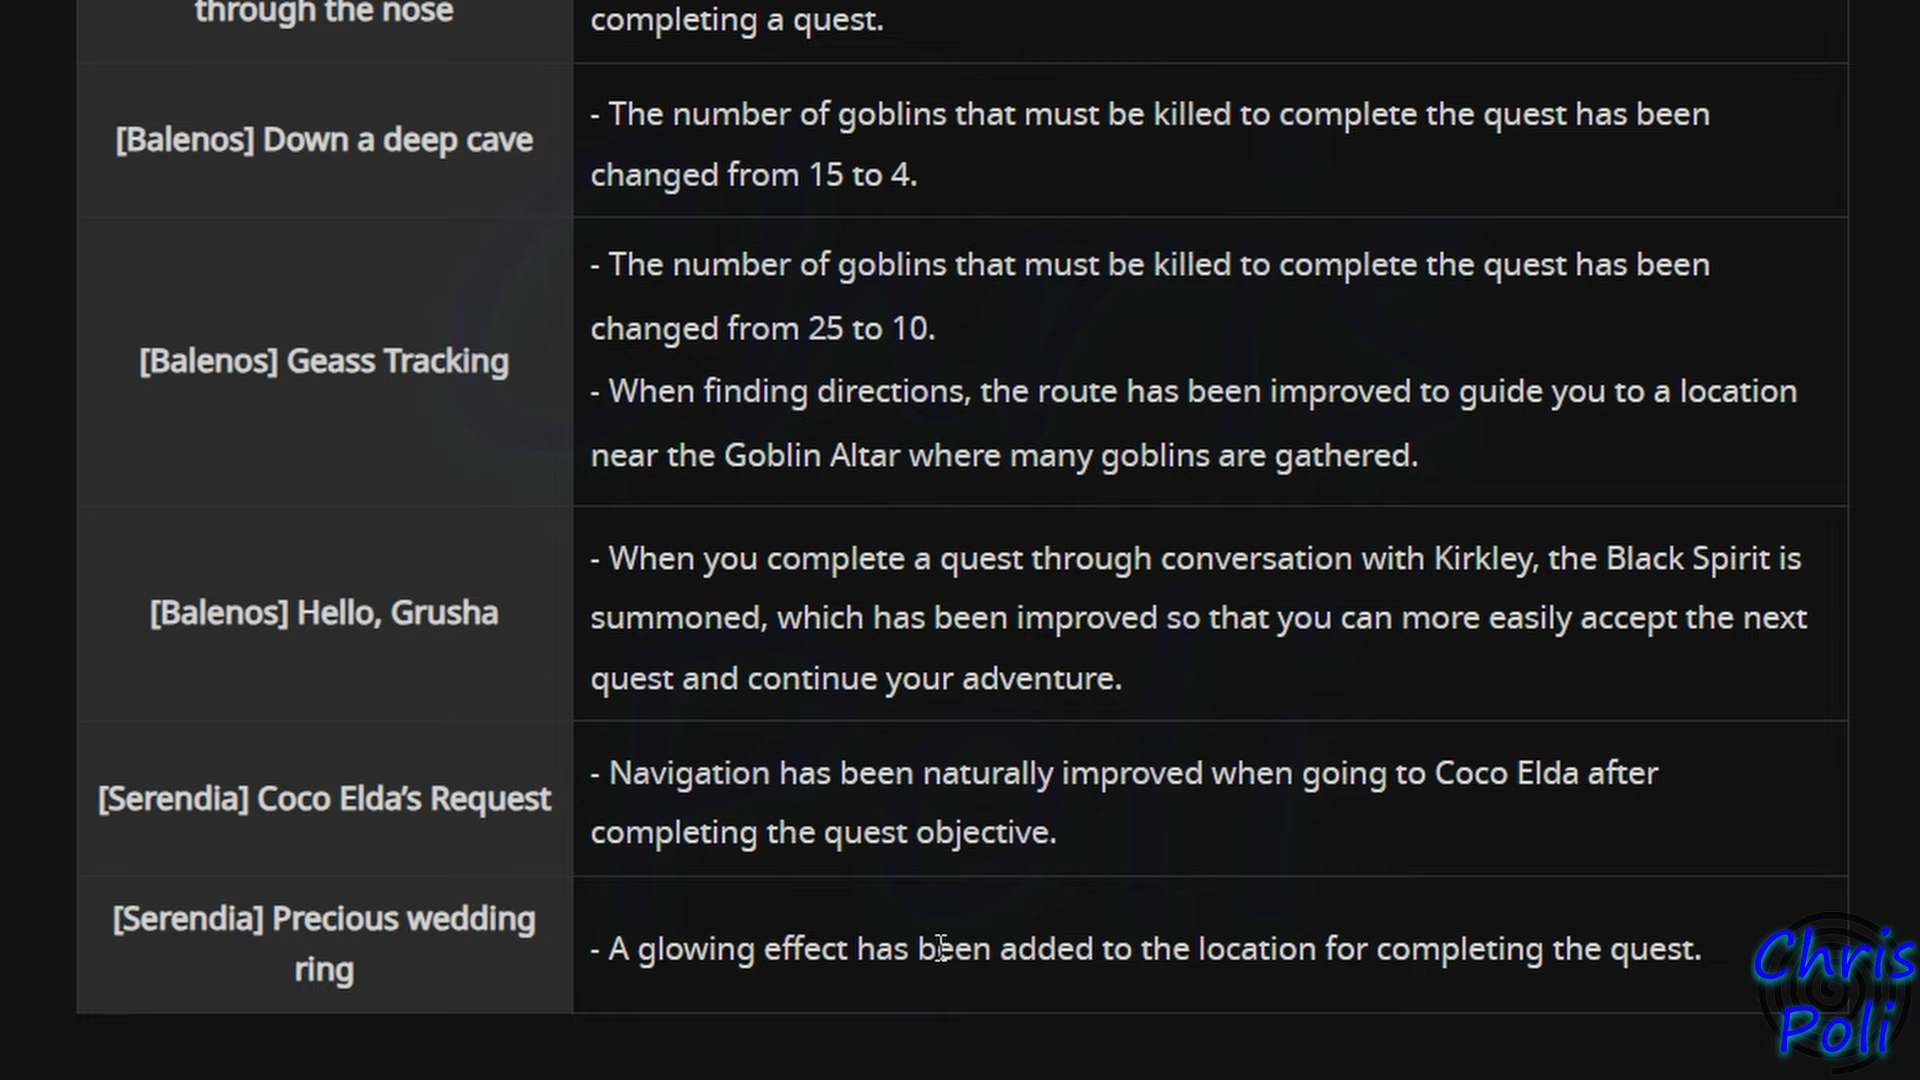 through the nose
completing a quest.
[Balenos] Down a deep cave
- The number of goblins that must be killed to complete the quest has been
changed from 15 to 4.
[Balenos] Geass Tracking
- The number of goblins that must be killed to complete the quest has been
changed from 25 to 10.
- When finding directions, the route has been improved to guide you to a location
near the Goblin Altar where many goblins are gathered.
[Balenos] Hello, Grusha
- When you complete a quest through conversation with Kirkley, the Black Spirit is
summoned, which has been improved so that you can more easily accept the next
quest and continue your adventure.
[Serendia] Coco Elda’s Request
- Navigation has been naturally improved when going to Coco Elda after
completing the quest objective.
[Serendia] Precious wedding
ring
- A glowing effect has been added to the location for completing the quest.
Chris
Poli